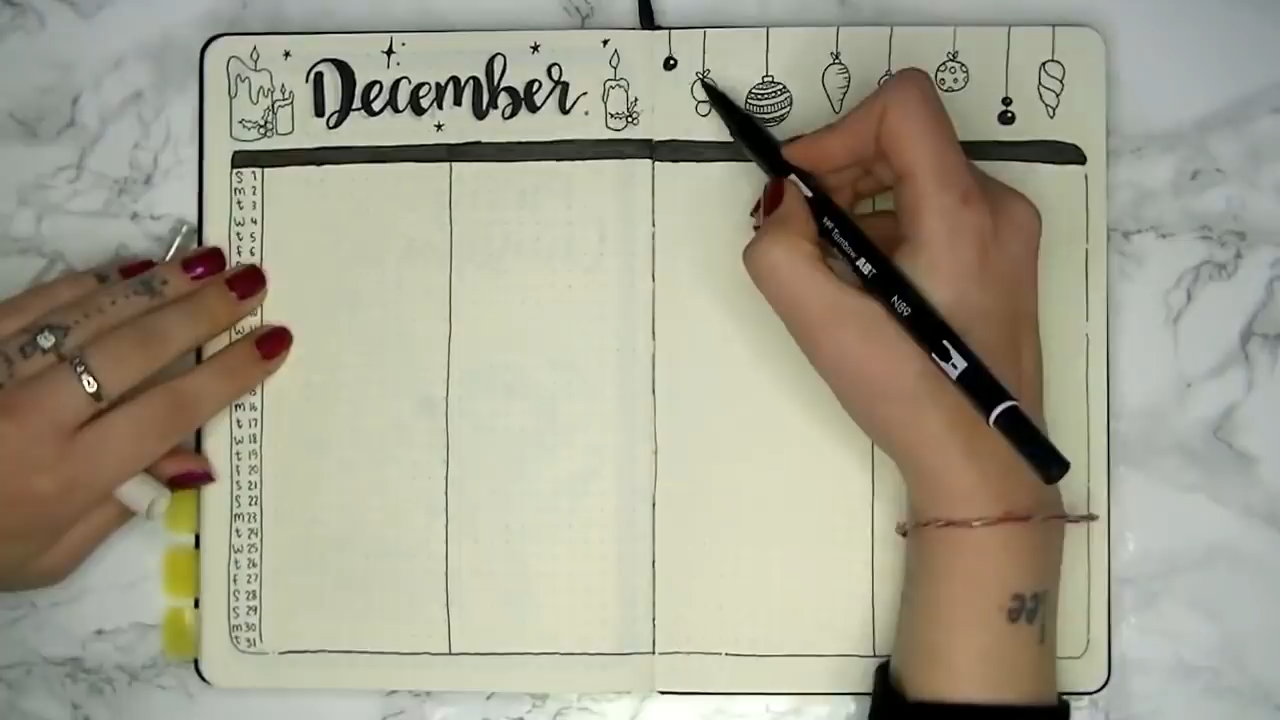 December
S 1
m 2
t 3
w 4
t 5
f 6
m 16
t 17
w 18
t 19
f 20
S 21
S 22
m 23
t 24
w 25
t 26
f 27
S 28
S 29
m 30
t 31
Tombow ABT
N89
Lee